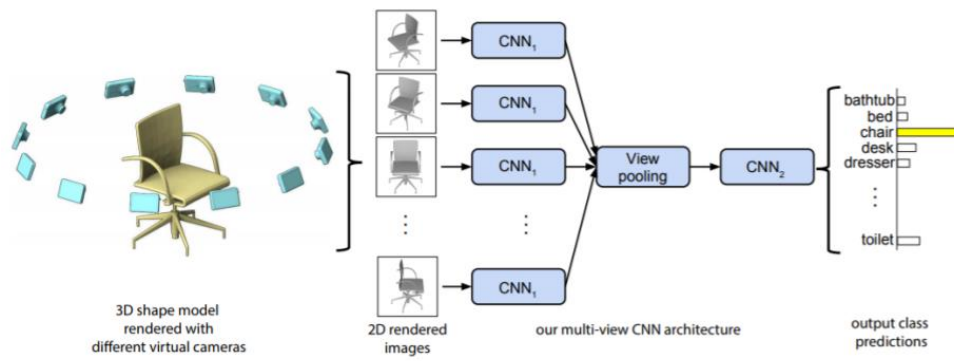 CNN₁
CNN₁
CNN₁
CNN₁
View
pooling
CNN₂
bathtub
bed
chair
desk
dresser
toilet
3D shape model
rendered with
different virtual cameras
2D rendered
images
our multi-view CNN architecture
output class
predictions